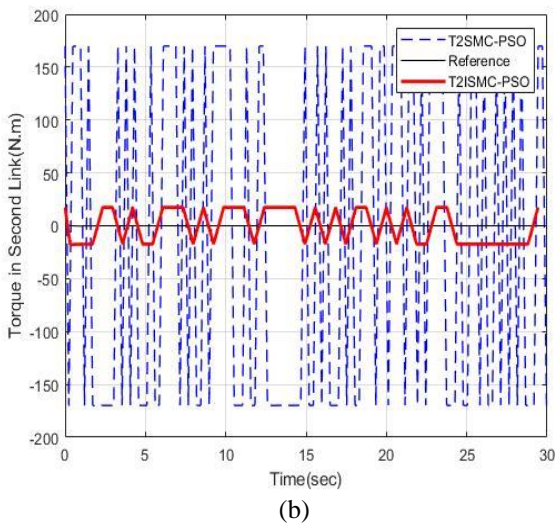 200
150
100
50
0
-50
-100
-150
-200
Torque in Second Link(N.m)
T2SMC-PSO
Reference
T2ISMC-PSO
0 5 10 15 20 25 30
Time(sec)
(b)